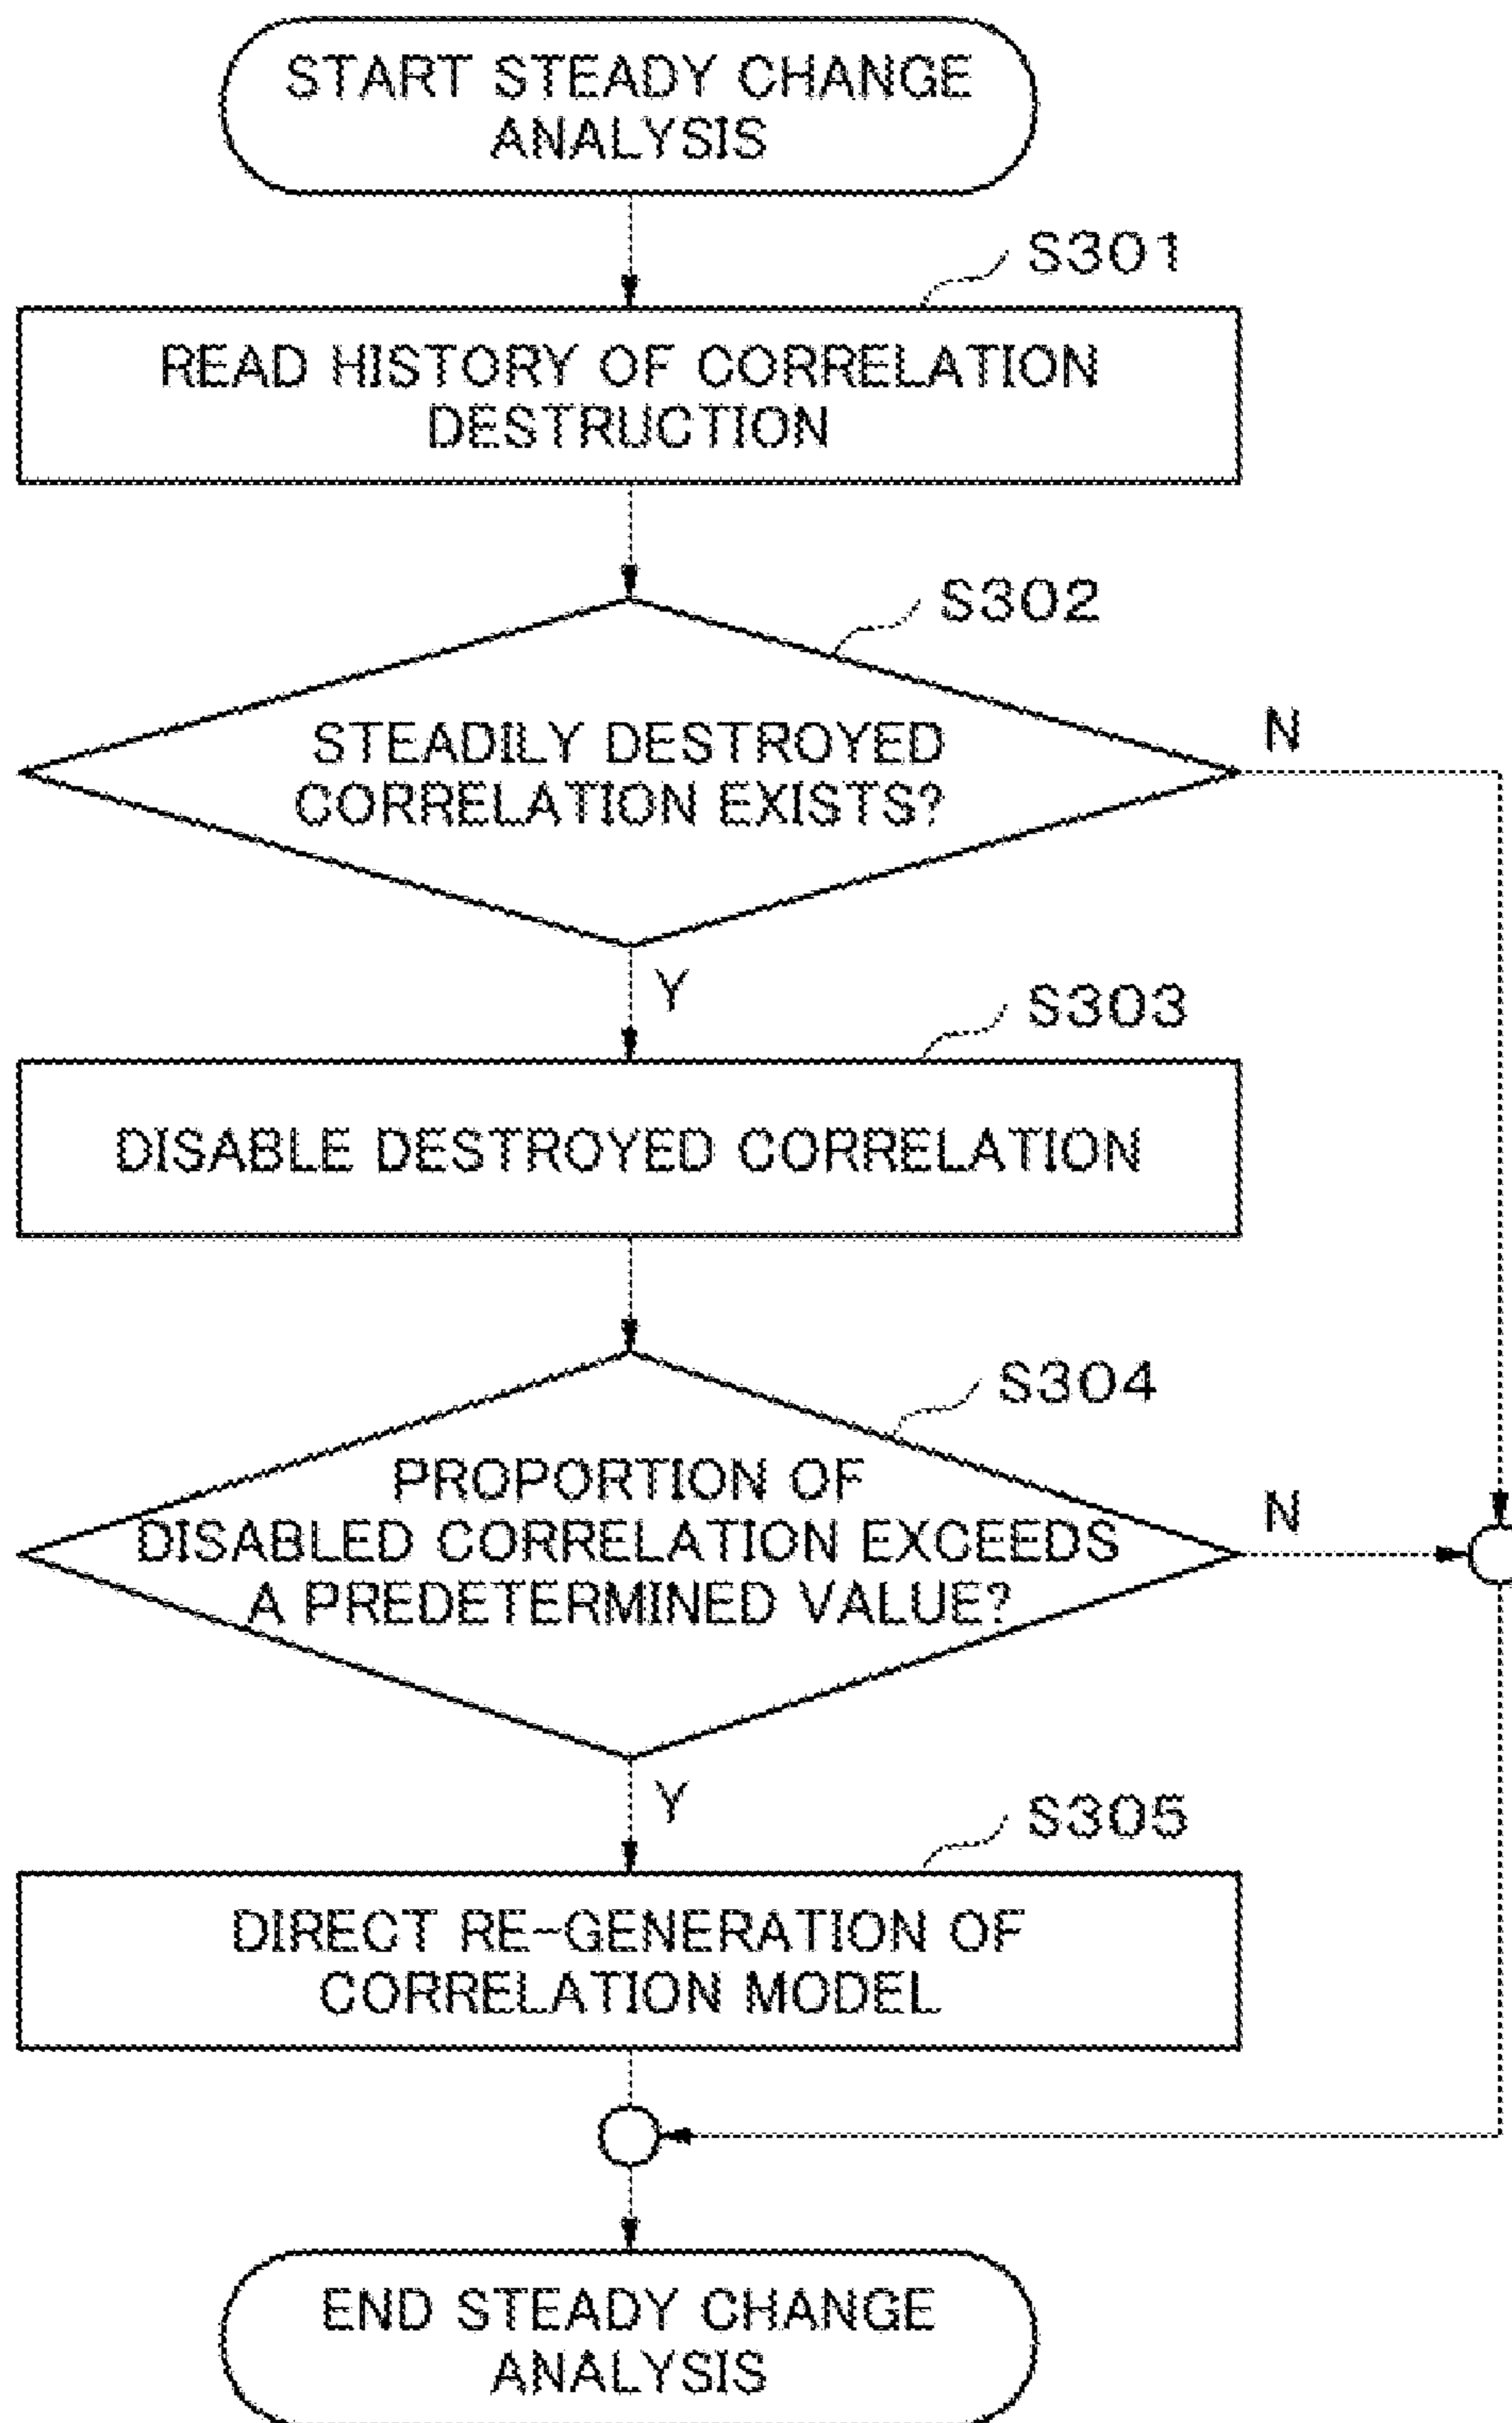 START STEADY CHANGE
ANALYSIS
S301
READ HISTORY OF CORRELATION
DESTRUCTION
S302
STEADILY DESTROYED
CORRELATION EXISTS?
N
Y
S303
DISABLE DESTROYED CORRELATION
S304
PROPORTION OF
DISABLED CORRELATION EXCEEDS
A PREDETERMINED VALUE?
N
Y
S305
DIRECT RE-GENERATION OF
CORRELATION MODEL
END STEADY CHANGE
ANALYSIS